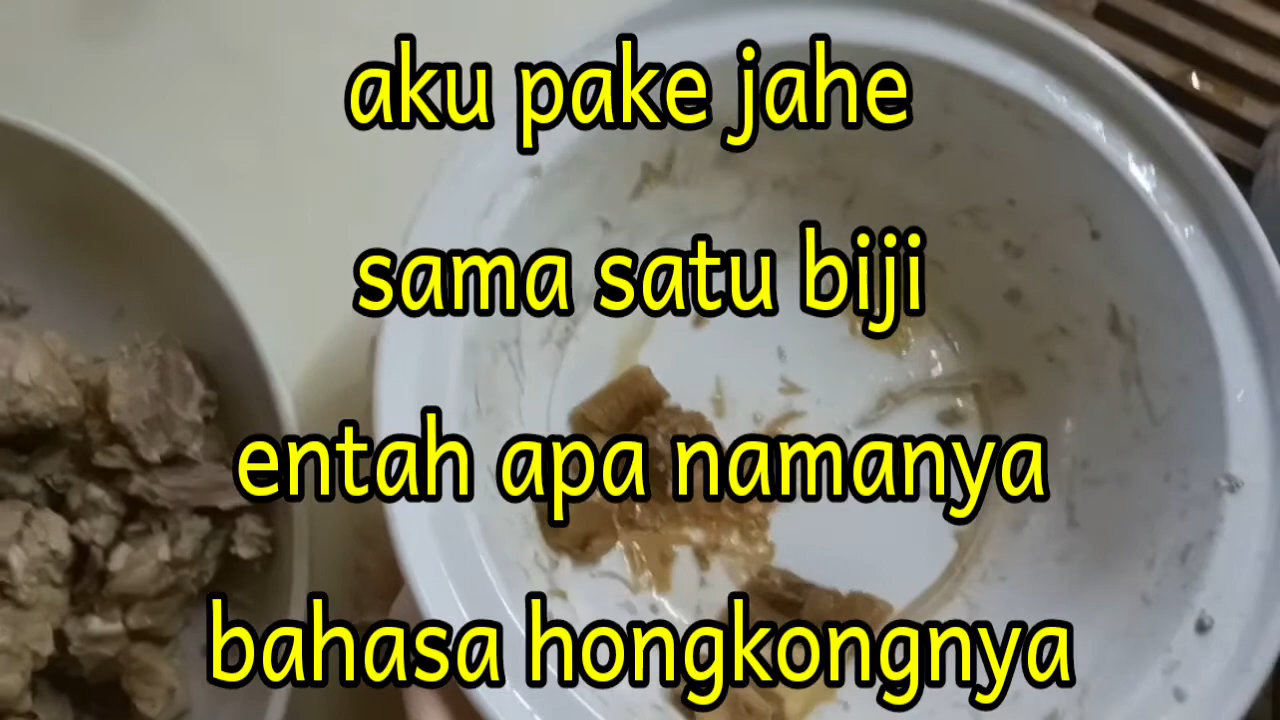 aku pake jahe
sama satu biji
entah apa namanya
bahasa hongkongnya